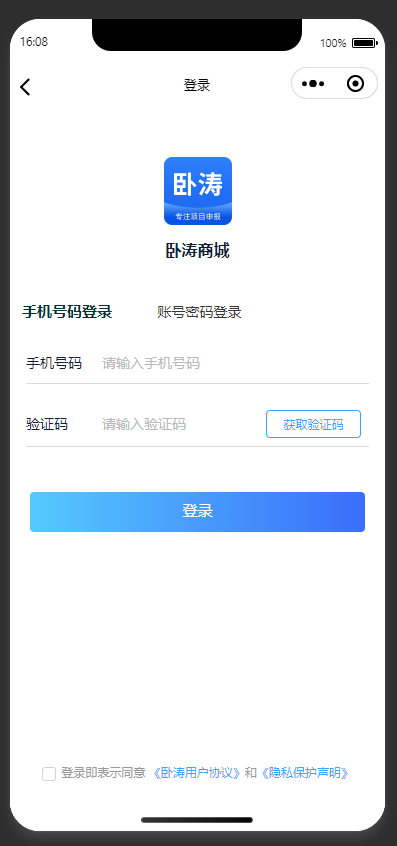 16:08
100%
登录
卧涛
专注项目申报
卧涛商城
手机号码登录 账号密码登录
手机号码 请输入手机号码
验证码 请输入验证码 获取验证码
登录
登录即表示同意《卧涛用户协议》和《隐私保护声明》